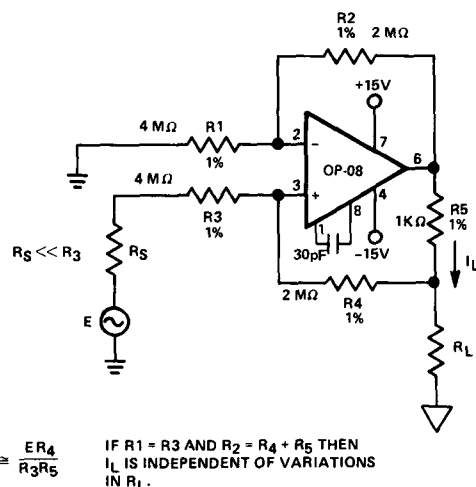 R2
1% 2 MΩ
+15V
4 MΩ R1
1%
2 − 7
OP-08 6
4 MΩ
3 + 4
R3
1%
1 8
30pF
−15V
R5
1%
1KΩ
IL
RS << R3 RS
2 MΩ R4
1%
E
RL
≅ ER4
R3R5
IF R1 = R3 AND R2 = R4 + R5 THEN
IL IS INDEPENDENT OF VARIATIONS
IN RL.